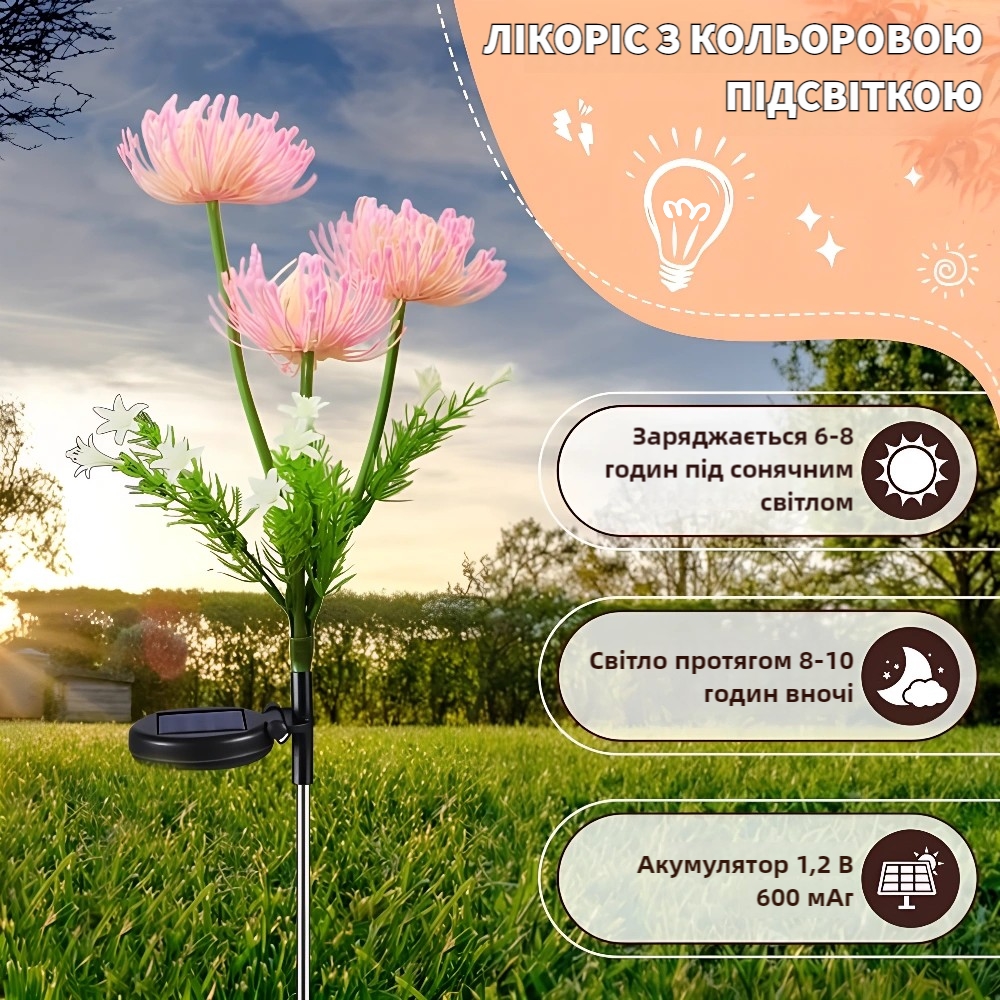 ЛІКОРІС З КОЛЬОРОВОЮ
ПІДСВІТКОЮ
Заряджається 6-8
годин під сонячним
світлом
Світло протягом 8-10
годин вночі
Акумулятор 1,2 В
600 мАг